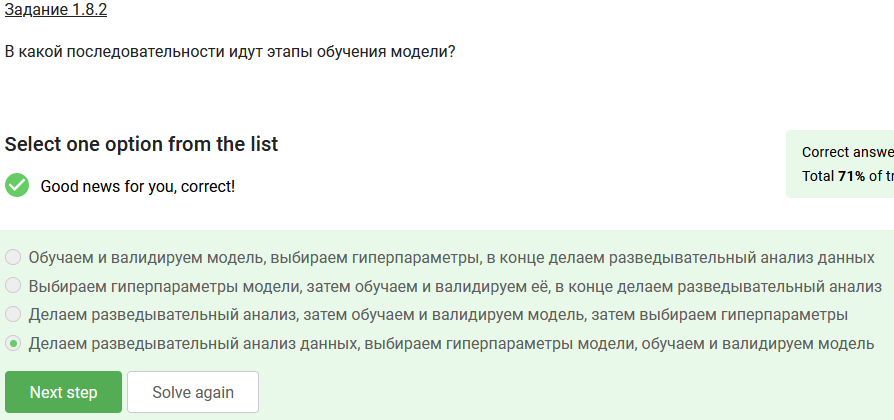 Задание 1.8.2
В какой последовательности идут этапы обучения модели?
Select one option from the list
Good news for you, correct!
Correct answe
Total 71% of tr
Обучаем и валидируем модель, выбираем гиперпараметры, в конце делаем разведывательный анализ данных
Выбираем гиперпараметры модели, затем обучаем и валидируем её, в конце делаем разведывательный анализ
Делаем разведывательный анализ, затем обучаем и валидируем модель, затем выбираем гиперпараметры
Делаем разведывательный анализ данных, выбираем гиперпараметры модели, обучаем и валидируем модель
Next step
Solve again